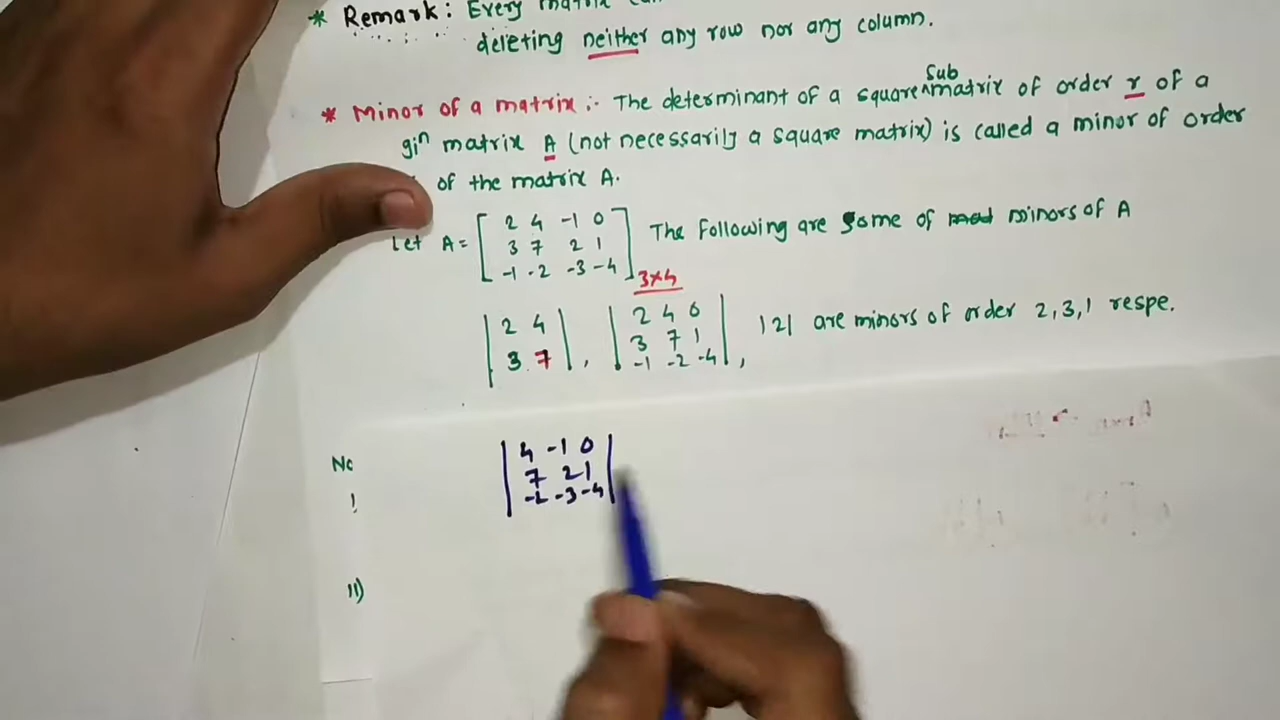 * Remark: Every matrix
deleting neither any row nor any column.
* Minor of a matrix :- The determinant of a square ^sub matrix of order r of a
giⁿ matrix A (not necessarily a square matrix) is called a minor of order
of the matrix A.
Let A = [ 2 4 -1 0 The following are some of minors of A
3 7 2 1
-1 -2 -3 -4 ] 3×4
| 2 4 | , | 2 4 0 | , |2| are minors of order 2,3,1 respe.
| 3 7 | | 3 7 1 |
| -1 -2 -4 |
| 4 -1 0 |
| 7 2 1 |
| -2 -3 -4 |
No
!
II)